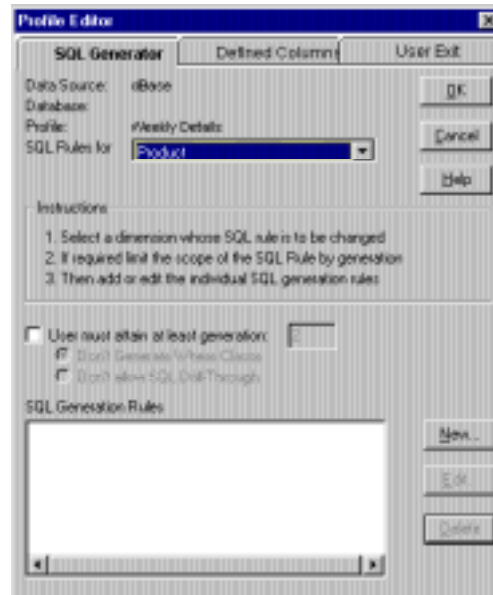 Profile Editor
SQL Generator Defined Columns User Exit
Data Source: dBase
Database:
Profile: Weekly Details
SQL Rules for Product
OK
Cancel
Help
Instructions
1. Select a dimension whose SQL rule is to be changed
2. If required limit the scope of the SQL Rule by generation
3. Then add or edit the individual SQL generation rules
User must attain at least generation: 2
Don't Generate Where Clause
Don't allow SQL Drill-Through
SQL Generation Rules
New...
Edit...
Delete